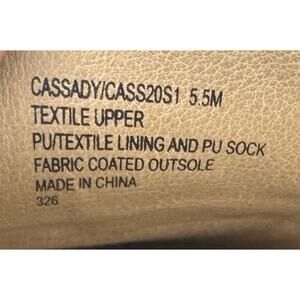 CASSADY/CASS20S1 5.5M
TEXTILE UPPER
PU/TEXTILE LINING AND PU SOCK
FABRIC COATED OUTSOLE
MADE IN CHINA
326